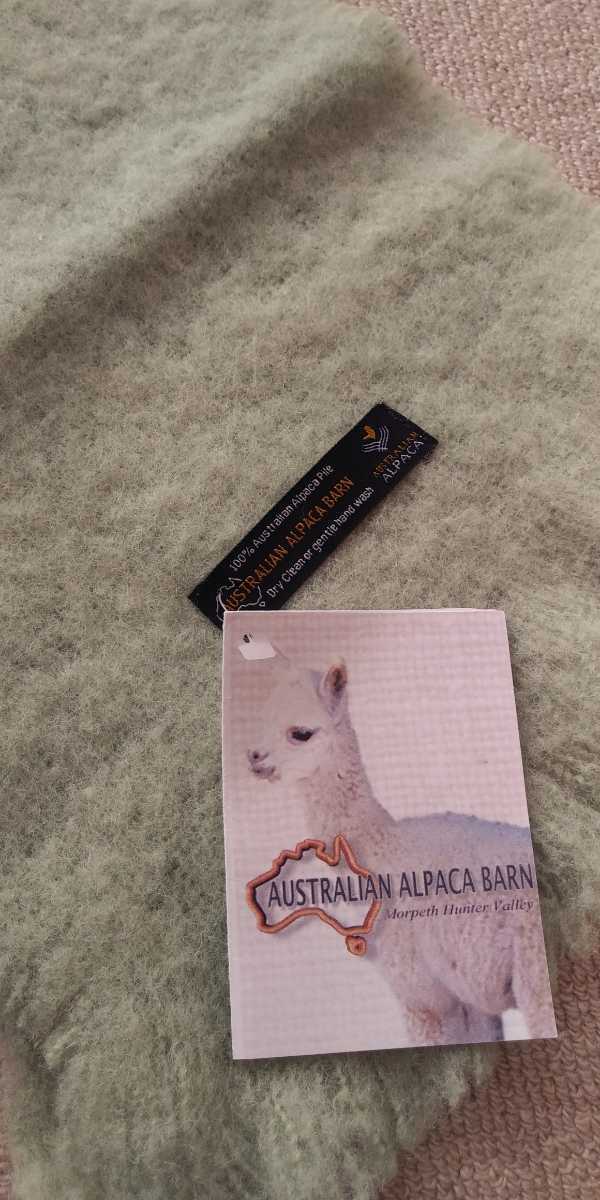 100% Australian Alpaca Pile
AUSTRALIAN ALPACA BARN
Dry Clean or gentle hand wash
AUSTRALIAN
ALPACA
AUSTRALIAN ALPACA BARN
Morpeth Hunter Valley